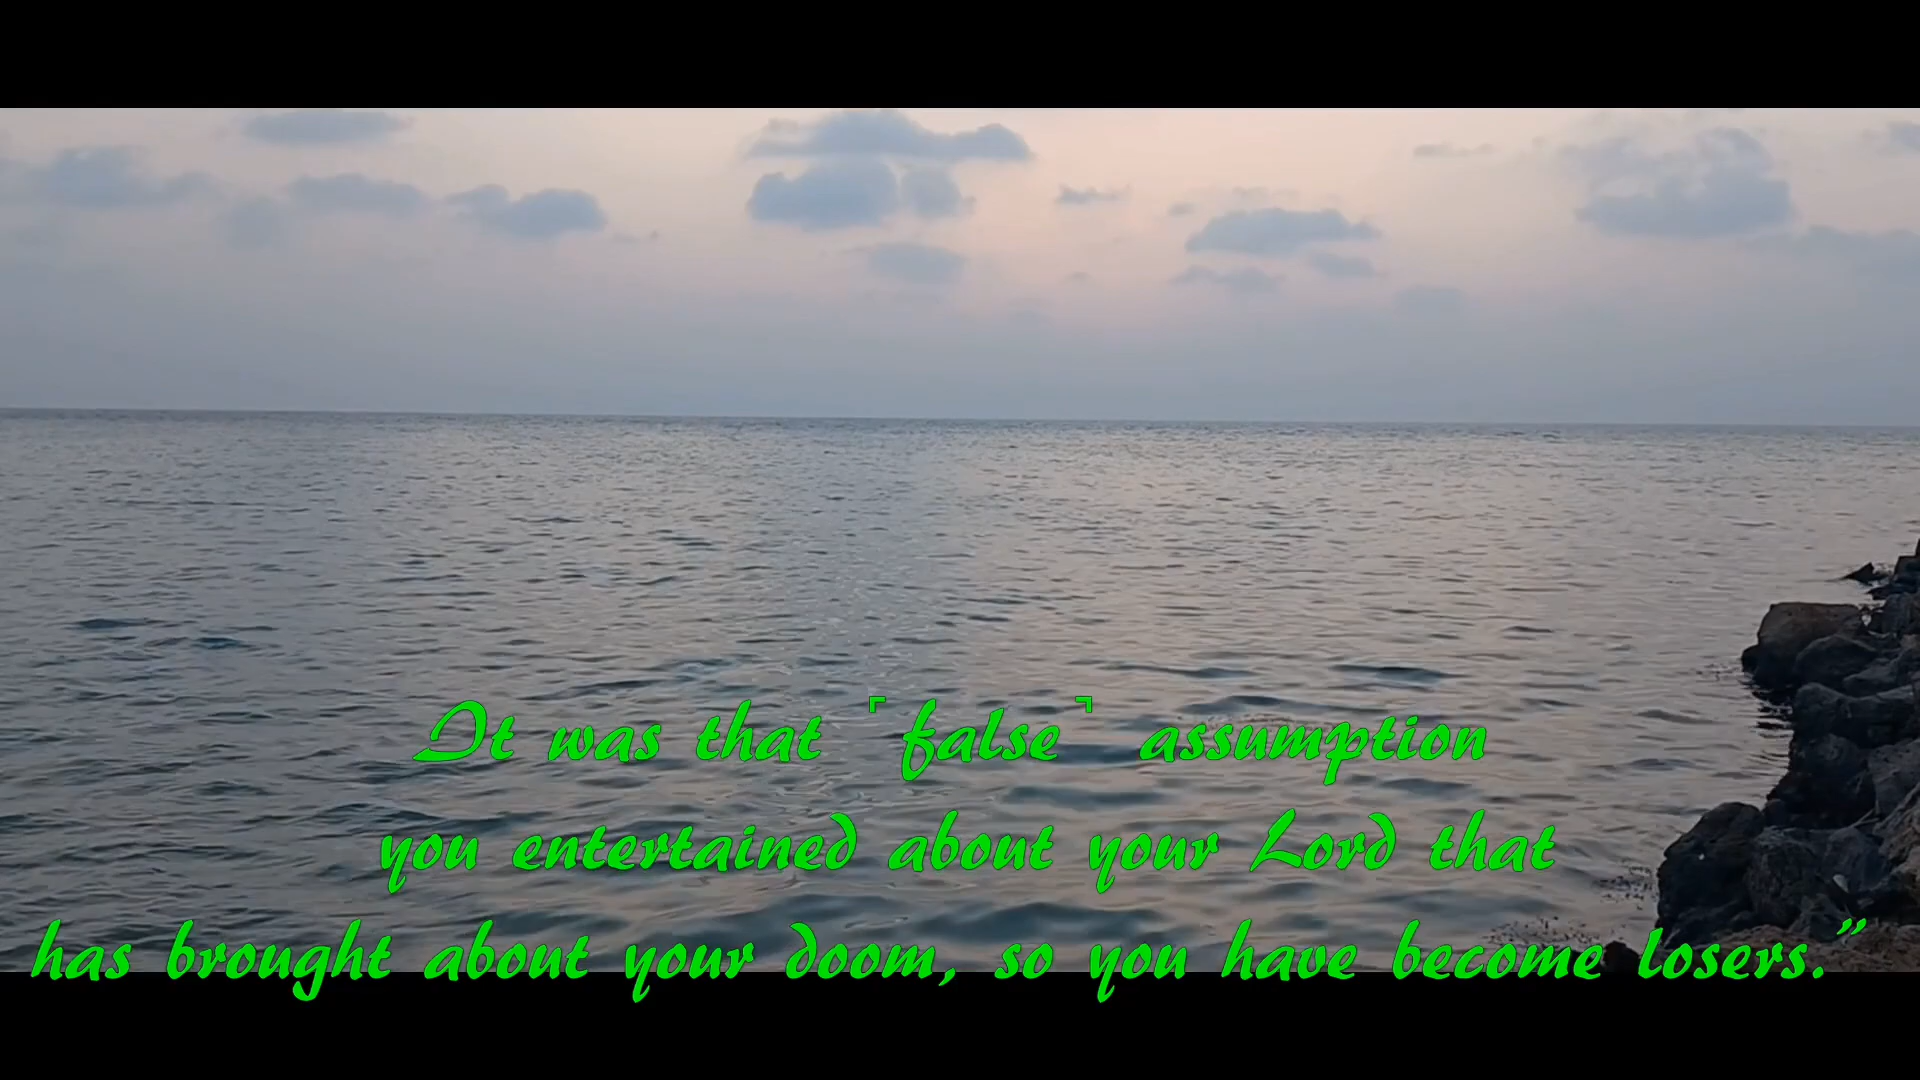 It was that ⸢false⸣ assumption
you entertained about your Lord that
has brought about your doom, so you have become losers.”